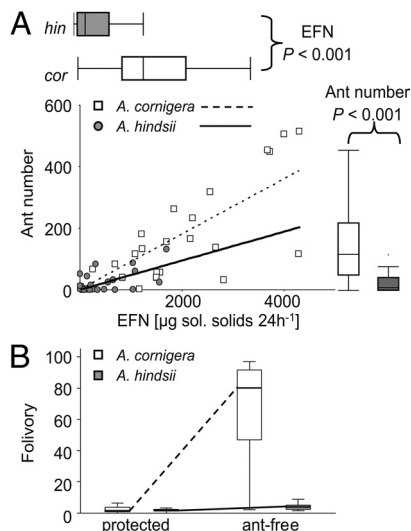 A
hin
cor
EFN
P < 0.001
Ant number
P < 0.001
600
400
200
0
Ant number
A. cornigera
A. hindsii
2000
4000
EFN [µg sol. solids 24h⁻¹]
B
100
80
60
40
20
0
Folivory
A. cornigera
A. hindsii
protected
ant-free